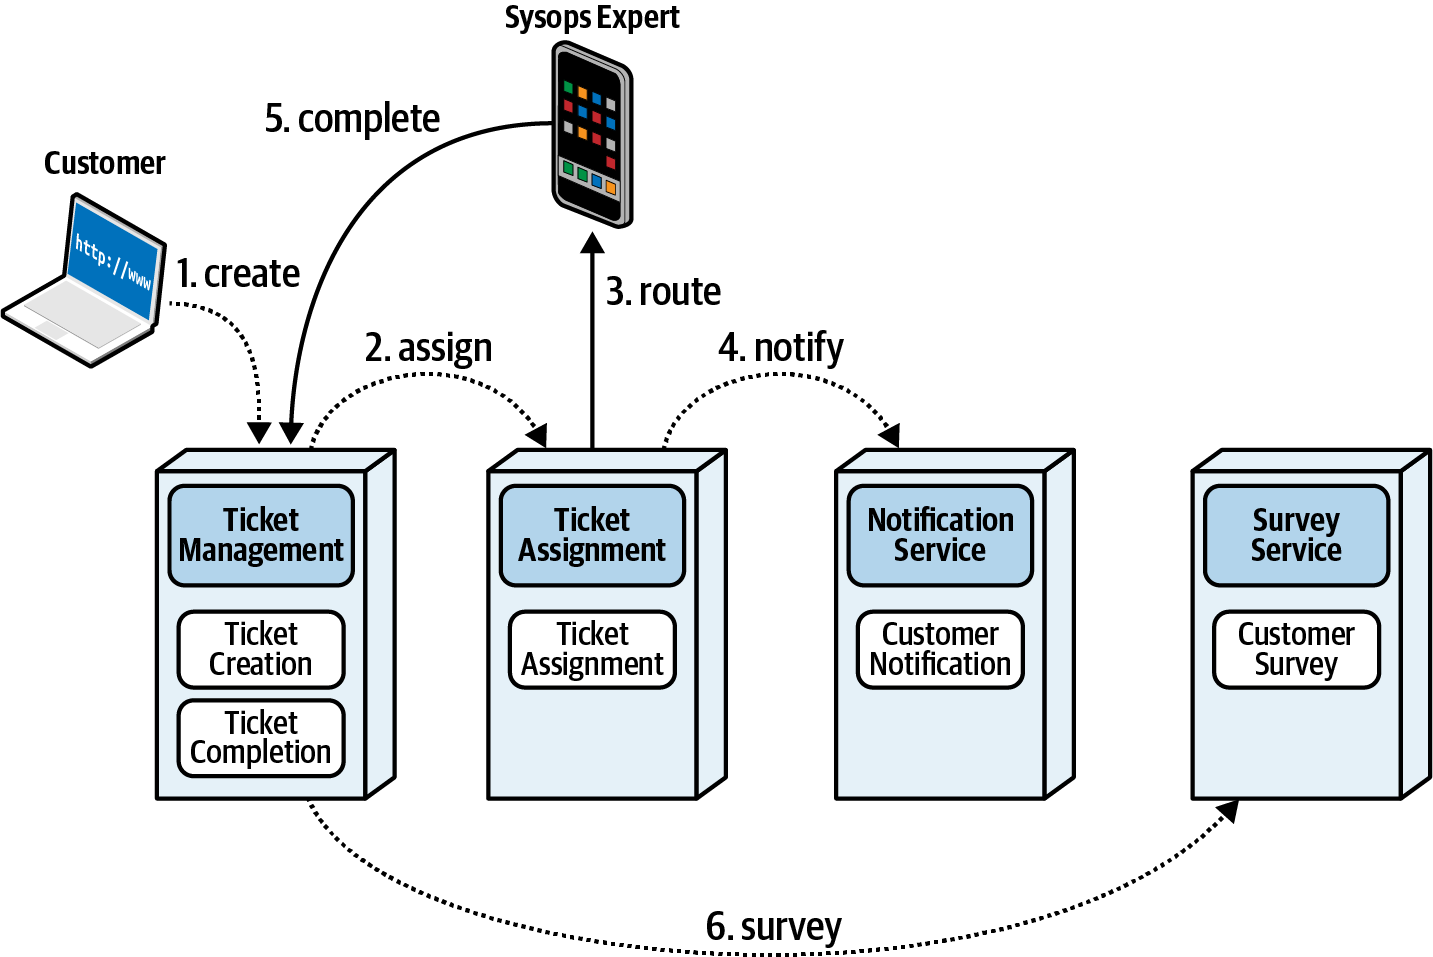 Sysops Expert
5. complete
Customer
http://www
1. create
3. route
2. assign
4. notify
Ticket
Management
Ticket
Creation
Ticket
Completion
Ticket
Assignment
Ticket
Assignment
Notification
Service
Customer
Notification
Survey
Service
Customer
Survey
6. survey